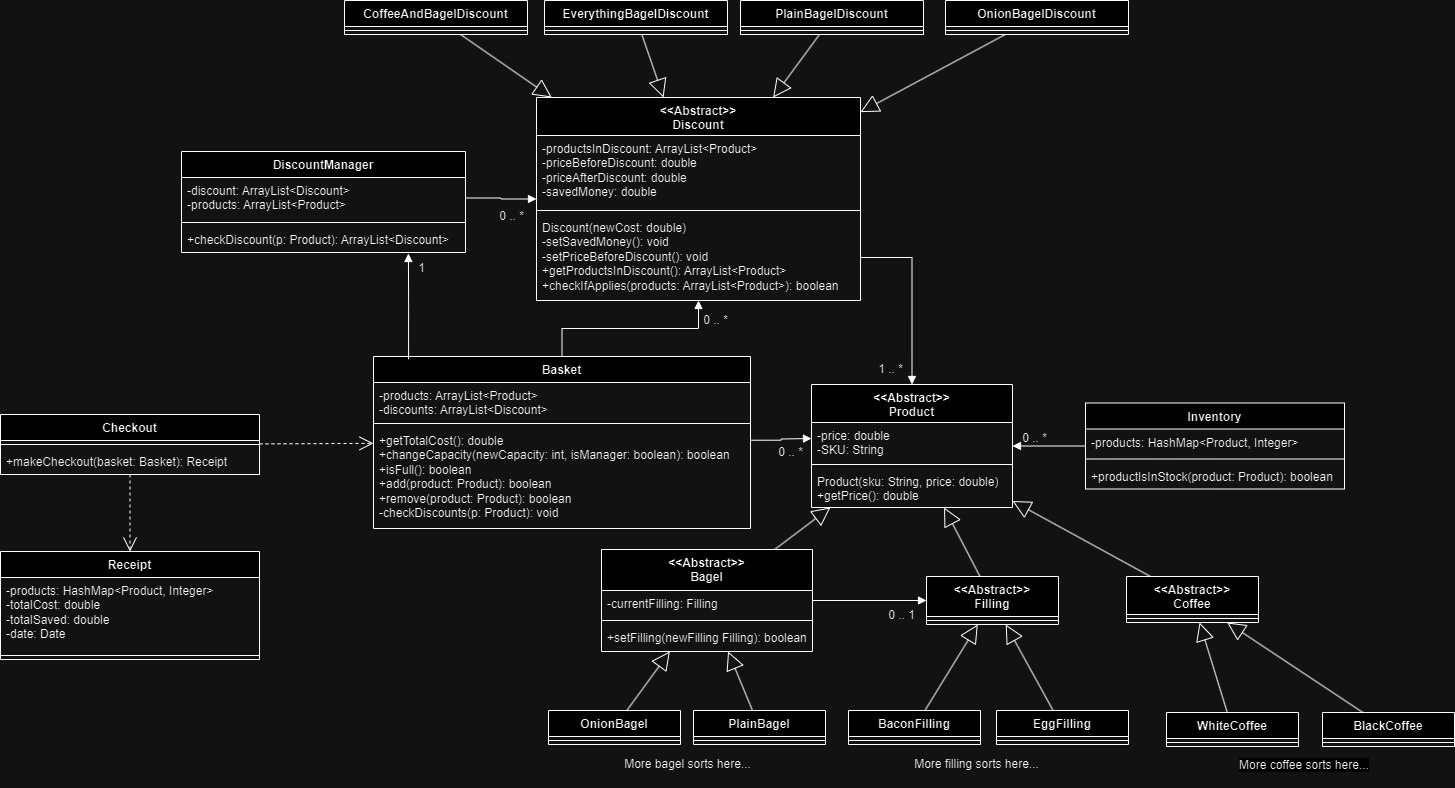 CoffeeAndBagelDiscount
EverythingBagelDiscount
PlainBagelDiscount
OnionBagelDiscount
<<Abstract>>
Discount
-productsInDiscount: ArrayList<Product>
-priceBeforeDiscount: double
-priceAfterDiscount: double
-savedMoney: double
Discount(newCost: double)
-setSavedMoney(): void
-setPriceBeforeDiscount(): void
+getProductsInDiscount(): ArrayList<Product>
+checkIfApplies(products: ArrayList<Product>): boolean
DiscountManager
-discount: ArrayList<Discount>
-products: ArrayList<Product>
+checkDiscount(p: Product): ArrayList<Discount>
0 .. *
1
0 .. *
1 .. *
Basket
-products: ArrayList<Product>
-discounts: ArrayList<Discount>
+getTotalCost(): double
+changeCapacity(newCapacity: int, isManager: boolean): boolean
+isFull(): boolean
+add(product: Product): boolean
+remove(product: Product): boolean
-checkDiscounts(p: Product): void
0 .. *
<<Abstract>>
Product
-price: double
-SKU: String
Product(sku: String, price: double)
+getPrice(): double
0 .. *
Inventory
-products: HashMap<Product, Integer>
+productIsInStock(product: Product): boolean
Checkout
+makeCheckout(basket: Basket): Receipt
Receipt
-products: HashMap<Product, Integer>
-totalCost: double
-totalSaved: double
-date: Date
<<Abstract>>
Bagel
-currentFilling: Filling
+setFilling(newFilling Filling): boolean
0 .. 1
<<Abstract>>
Filling
<<Abstract>>
Coffee
OnionBagel
PlainBagel
BaconFilling
EggFilling
WhiteCoffee
BlackCoffee
More bagel sorts here...
More filling sorts here...
More coffee sorts here...